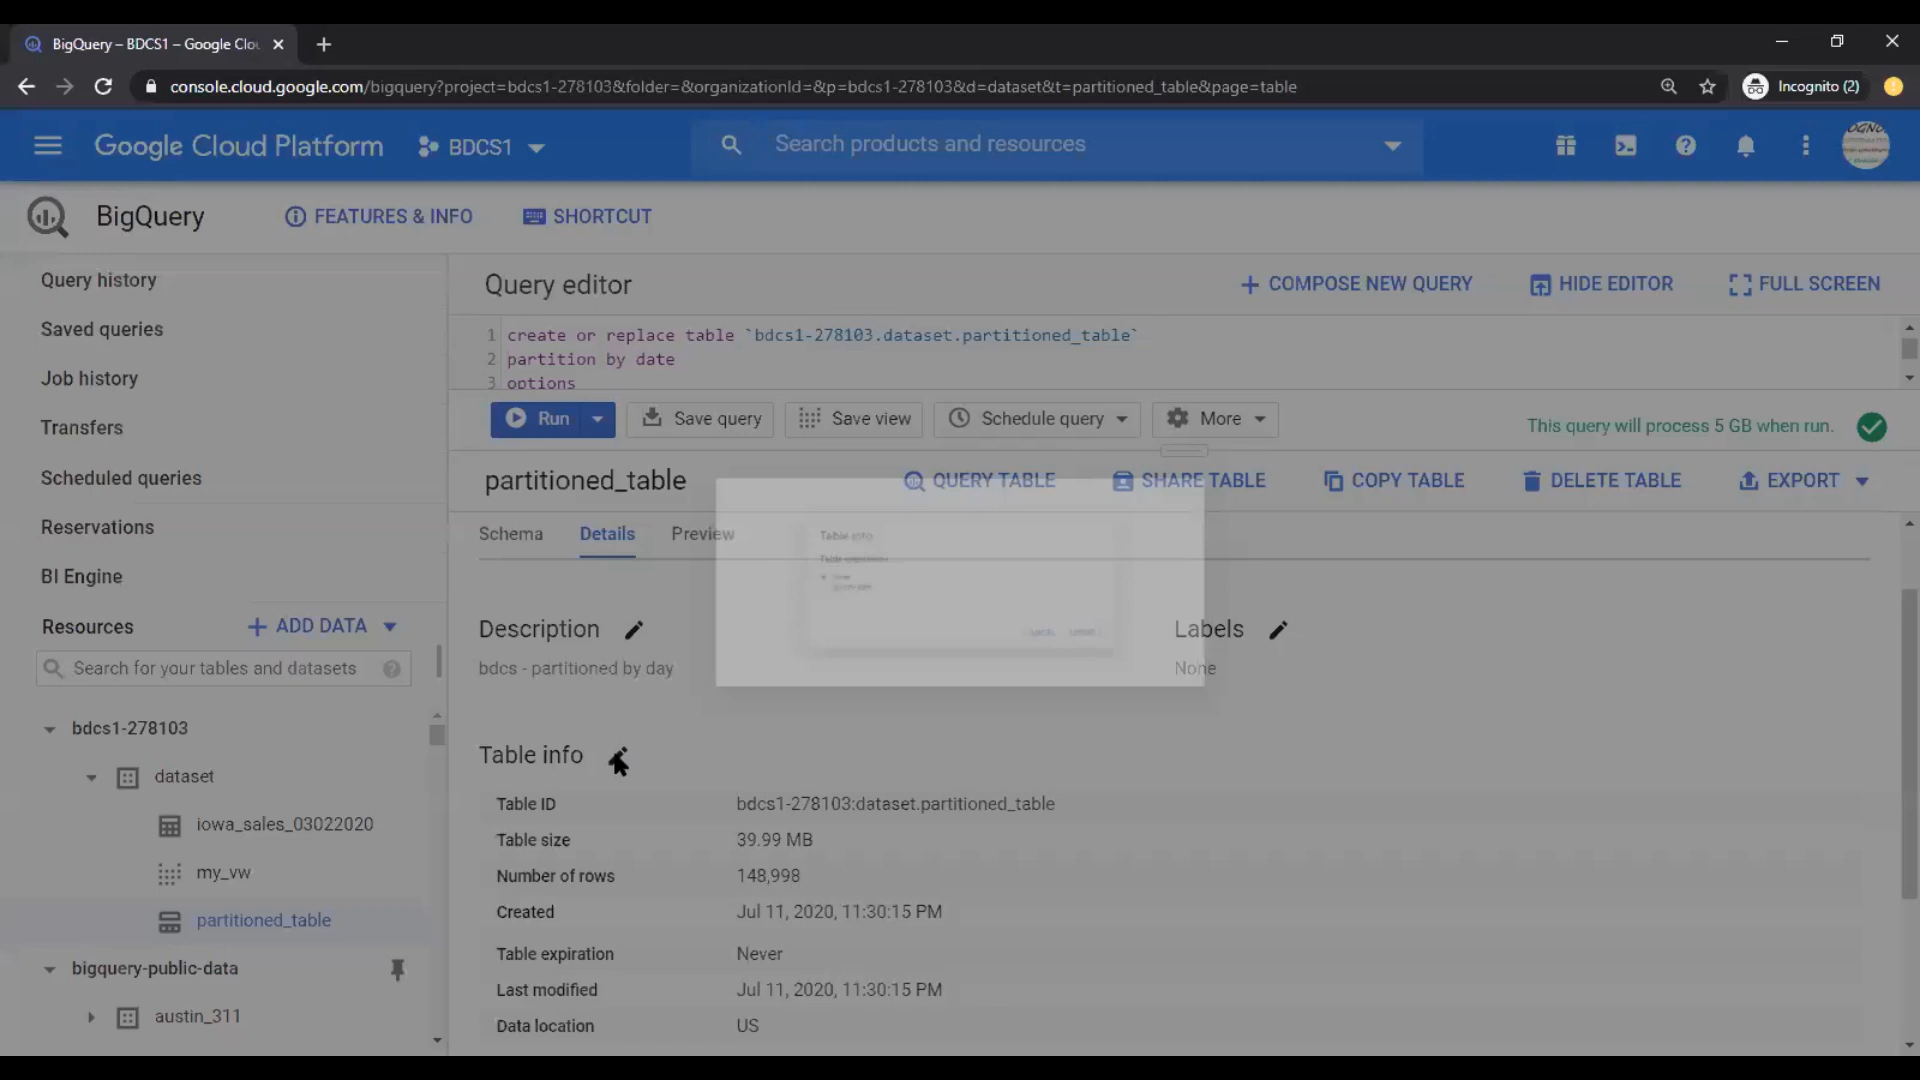 BigQuery – BDCS1 – Google Clo
console.cloud.google.com/bigquery?project=bdcs1-278103&folder=&organizationId=&p=bdcs1-278103&d=dataset&t=partitioned_table&page=table
Incognito (2)
Google Cloud Platform
BDCS1
Search products and resources
BigQuery
FEATURES & INFO
SHORTCUT
Query history
Saved queries
Job history
Transfers
Scheduled queries
Reservations
BI Engine
Resources
ADD DATA
Search for your tables and datasets
bdcs1-278103
dataset
iowa_sales_03022020
my_vw
partitioned_table
bigquery-public-data
austin_311
Query editor
COMPOSE NEW QUERY
HIDE EDITOR
FULL SCREEN
1 create or replace table `bdcs1-278103.dataset.partitioned_table`
2 partition by date
3 options
Run
Save query
Save view
Schedule query
More
This query will process 5 GB when run.
partitioned_table
QUERY TABLE
SHARE TABLE
COPY TABLE
DELETE TABLE
EXPORT
Schema
Details
Preview
Table info
Description
bdcs - partitioned by day
Labels
None
Table info
Table ID bdcs1-278103:dataset.partitioned_table
Table size 39.99 MB
Number of rows 148,998
Created Jul 11, 2020, 11:30:15 PM
Table expiration Never
Last modified Jul 11, 2020, 11:30:15 PM
Data location US